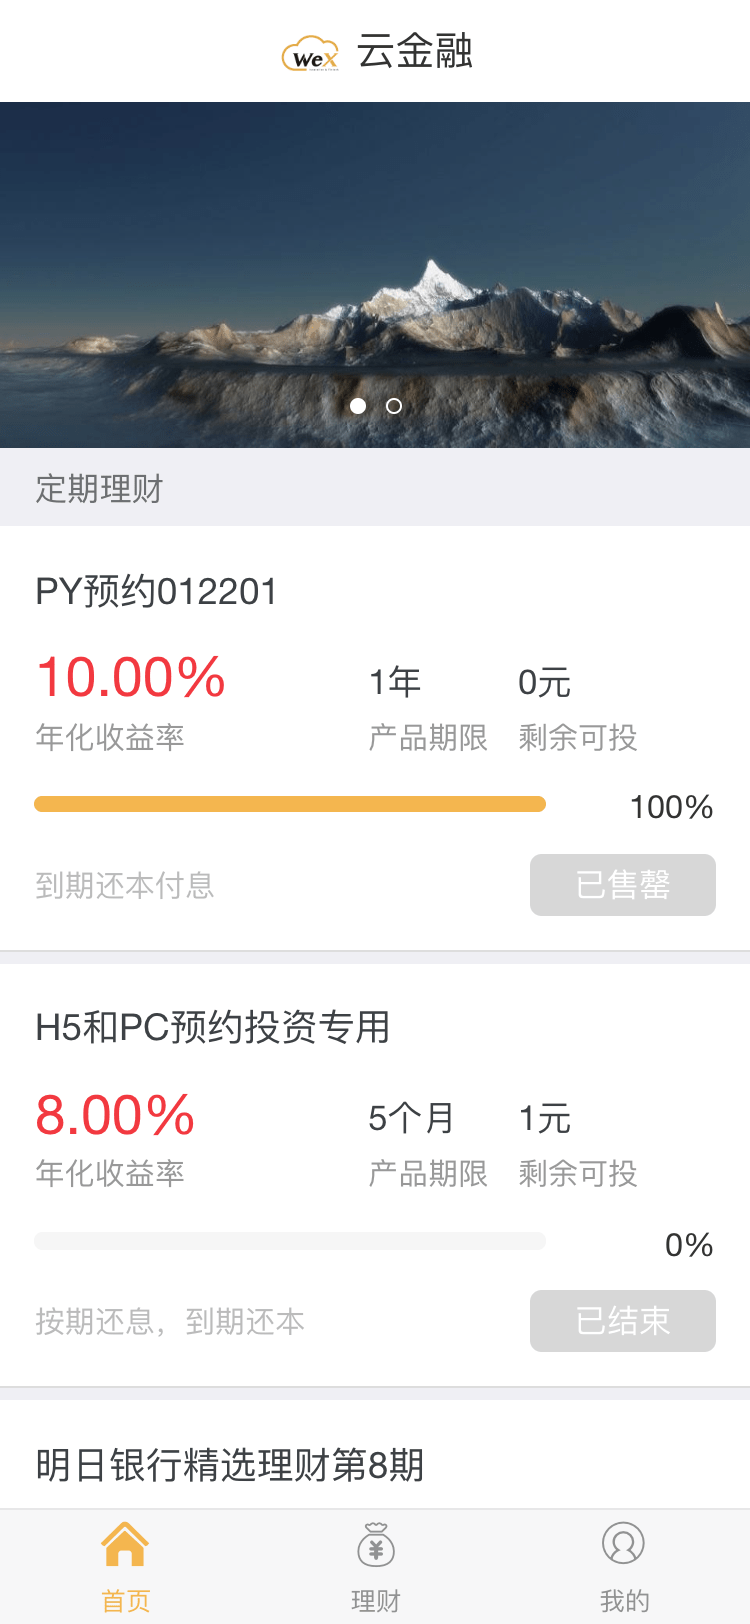 WeX 云金融
定期理财
PY预约012201
10.00% 1年 0元
年化收益率 产品期限 剩余可投
100%
到期还本付息 已售罄
H5和PC预约投资专用
8.00% 5个月 1元
年化收益率 产品期限 剩余可投
0%
按期还息，到期还本 已结束
明日银行精选理财第8期
首页 理财 我的